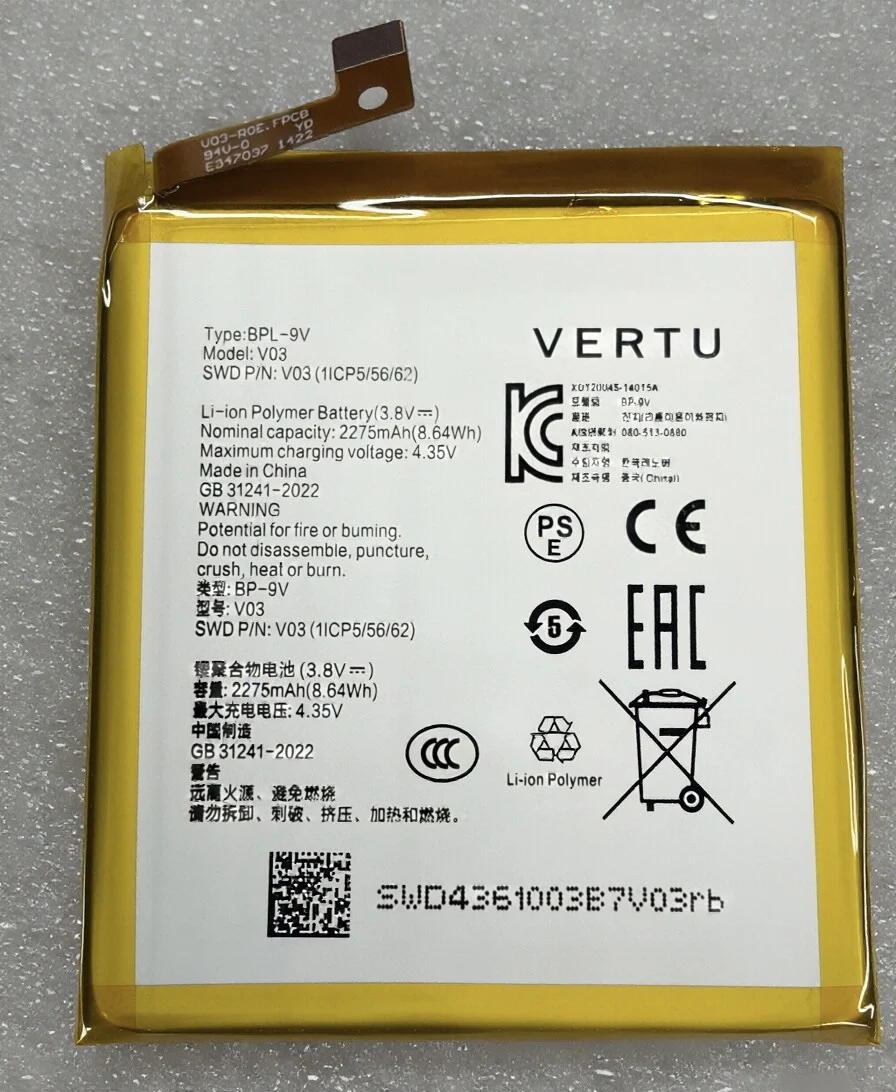 V03-ROE.FPCB
94V-0 YD
E347037 1422
Type:BPL-9V
Model: V03
SWD P/N: V03 (1ICP5/56/62)
Li-ion Polymer Battery(3.8V⎓)
Nominal capacity: 2275mAh(8.64Wh)
Maximum charging voltage: 4.35V
Made in China
GB 31241-2022
WARNING
Potential for fire or buming.
Do not disassemble, puncture,
crush, heat or burn.
类型: BP-9V
型号: V03
SWD P/N: V03 (1ICP5/56/62)
聚合物电池 (3.8V⎓)
容量: 2275mAh(8.64Wh)
最大充电电压: 4.35V
中国制造
GB 31241-2022
警告
远离火源、避免燃烧
请勿拆卸、刺破、挤压、加热和燃烧。
VERTU
BP-9V
080-513-0880
PS
E
CE
5
EAC
CCC
Li-ion Polymer
SWD4361003B7V03rb